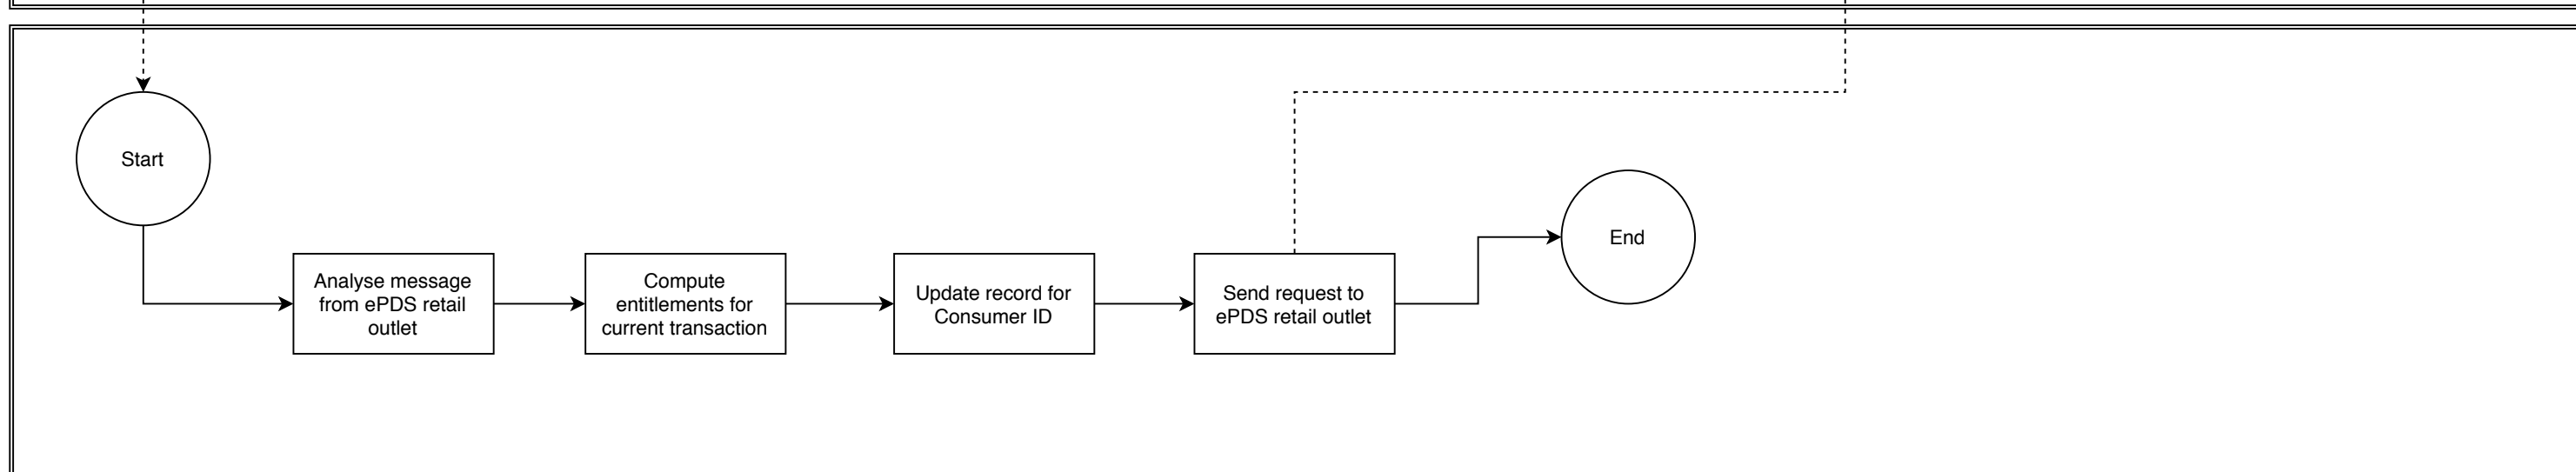 Start
Analyse message
from ePDS retail
outlet
Compute
entitlements for
current transaction
Update record for
Consumer ID
Send request to
ePDS retail outlet
End